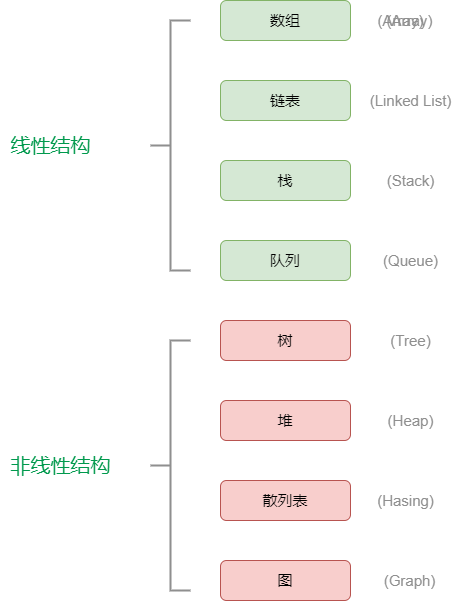 数组 (Array)
链表 (Linked List)
线性结构
栈 (Stack)
队列 (Queue)
树 (Tree)
堆 (Heap)
非线性结构
散列表 (Hasing)
图 (Graph)